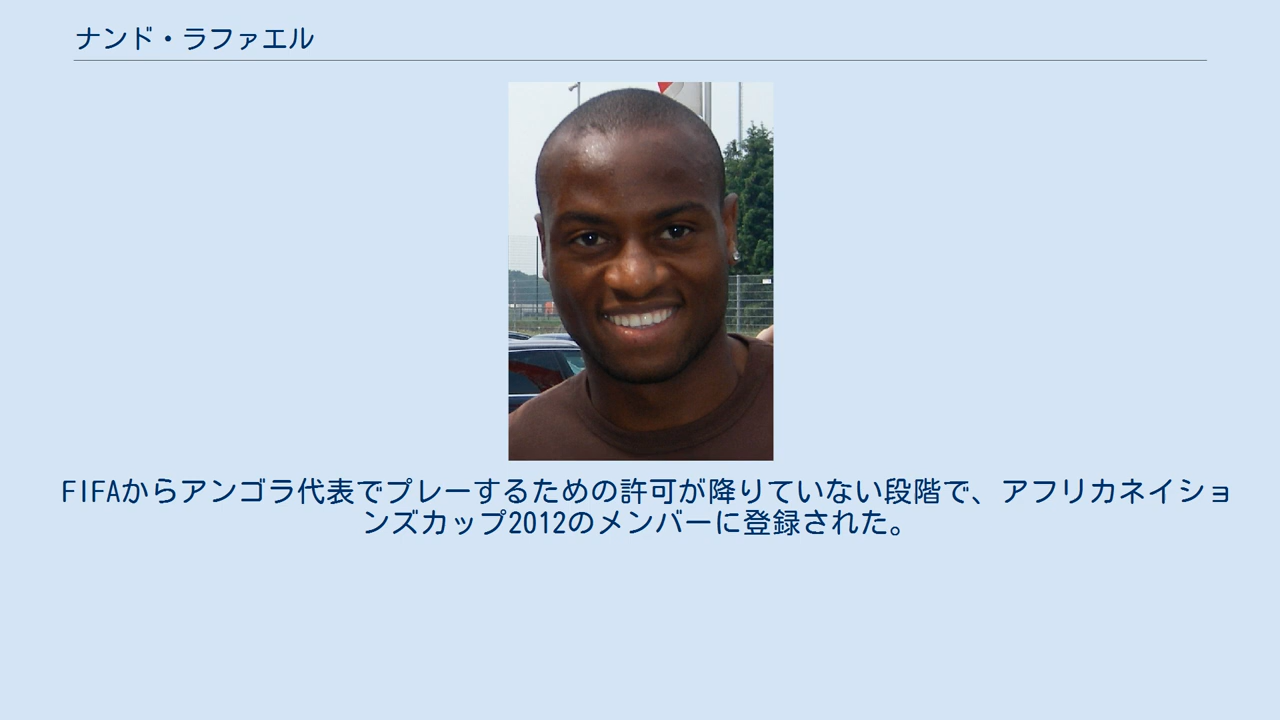 ナンド・ラファエル
FIFAからアンゴラ代表でプレーするための許可が降りていない段階で、アフリカネイショ
ンズカップ2012のメンバーに登録された。